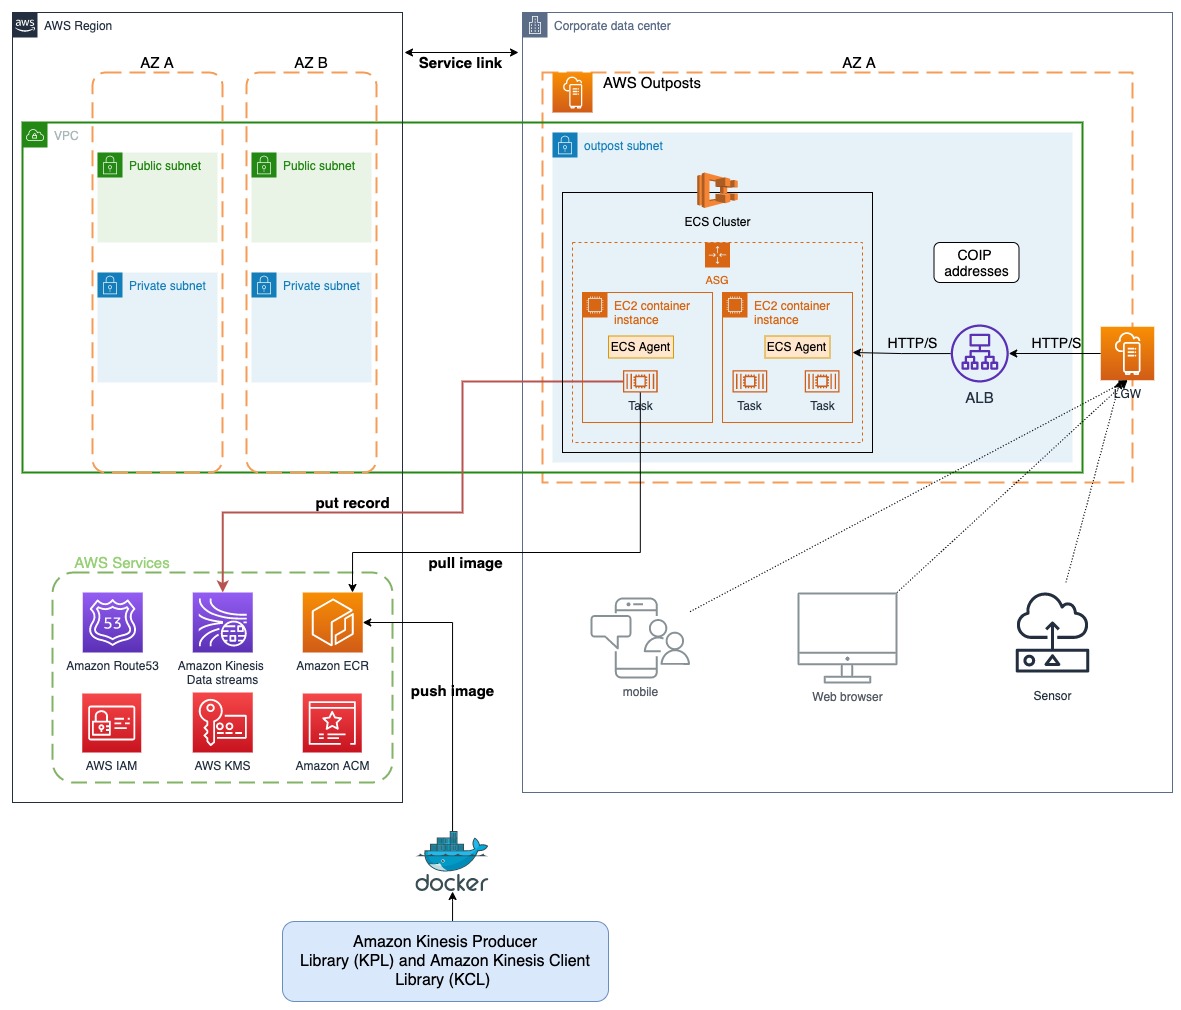 aws
AWS Region
Corporate data center
Service link
AZ A
AZ B
AZ A
AWS Outposts
VPC
outpost subnet
Public subnet
Public subnet
ECS Cluster
COIP
addresses
Private subnet
Private subnet
ASG
EC2 container
instance
EC2 container
instance
ECS Agent
ECS Agent
HTTP/S
HTTP/S
Task
Task
Task
ALB
LGW
put record
pull image
AWS Services
53
Amazon Route53
Amazon Kinesis
Data streams
Amazon ECR
push image
mobile
Web browser
Sensor
AWS IAM
AWS KMS
Amazon ACM
docker
Amazon Kinesis Producer
Library (KPL) and Amazon Kinesis Client
Library (KCL)